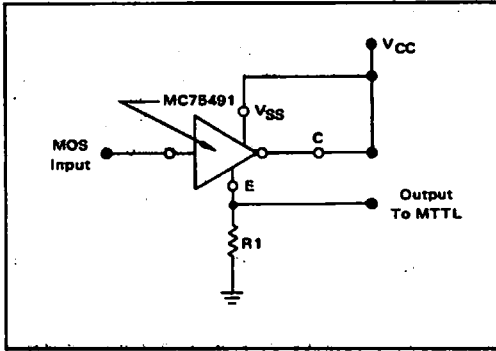 VCC
MC75491
VSS
MOS
Input
C
E
Output
To MTTL
R1